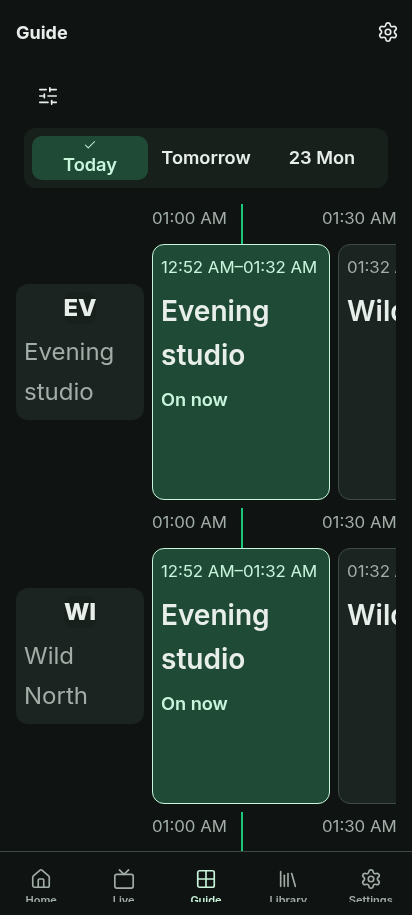 Guide
Today
Tomorrow
23 Mon
01:00 AM
01:30 AM
EV
Evening
studio
12:52 AM–01:32 AM
Evening
studio
On now
01:32
01:00 AM
01:30 AM
WI
Wild
North
12:52 AM–01:32 AM
Evening
studio
On now
01:32
01:00 AM
01:30 AM
Home
Live
Guide
Library
Settings